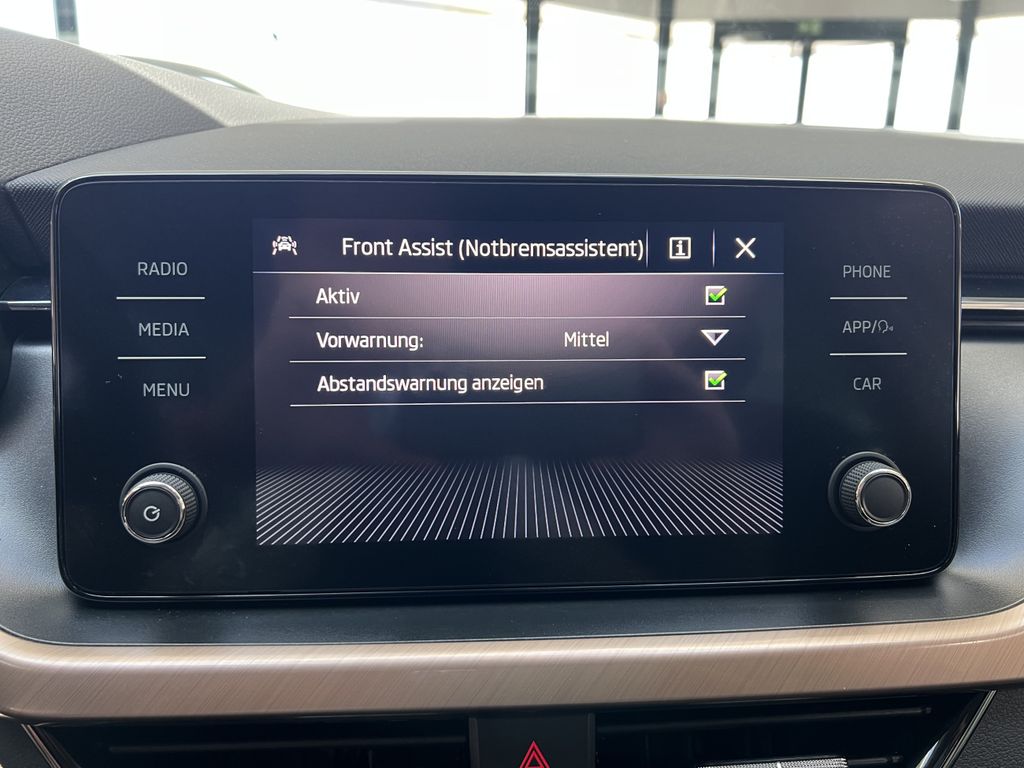 Front Assist (Notbremsassistent)
Aktiv
Vorwarnung: Mittel
Abstandswarnung anzeigen
RADIO
MEDIA
MENU
PHONE
APP/
CAR